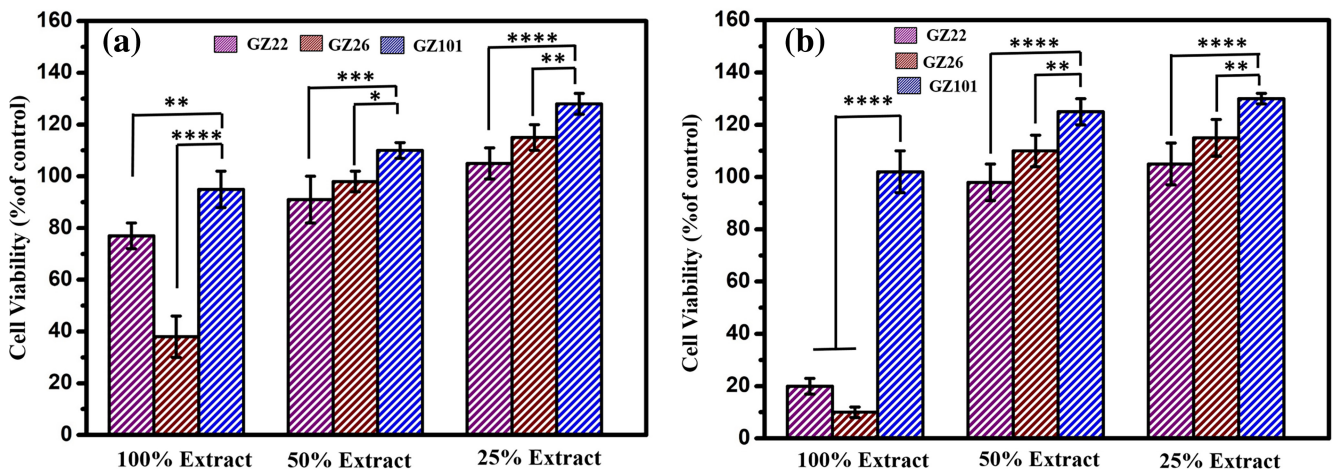 (a)
GZ22 GZ26 GZ101
Cell Viability (%of control)
160
140
120
100
80
60
40
20
0
**
****
***
*
****
**
100% Extract 50% Extract 25% Extract
(b)
GZ22
GZ26
GZ101
Cell Viability (%of control)
160
140
120
100
80
60
40
20
0
****
****
**
****
**
100% Extract 50% Extract 25% Extract